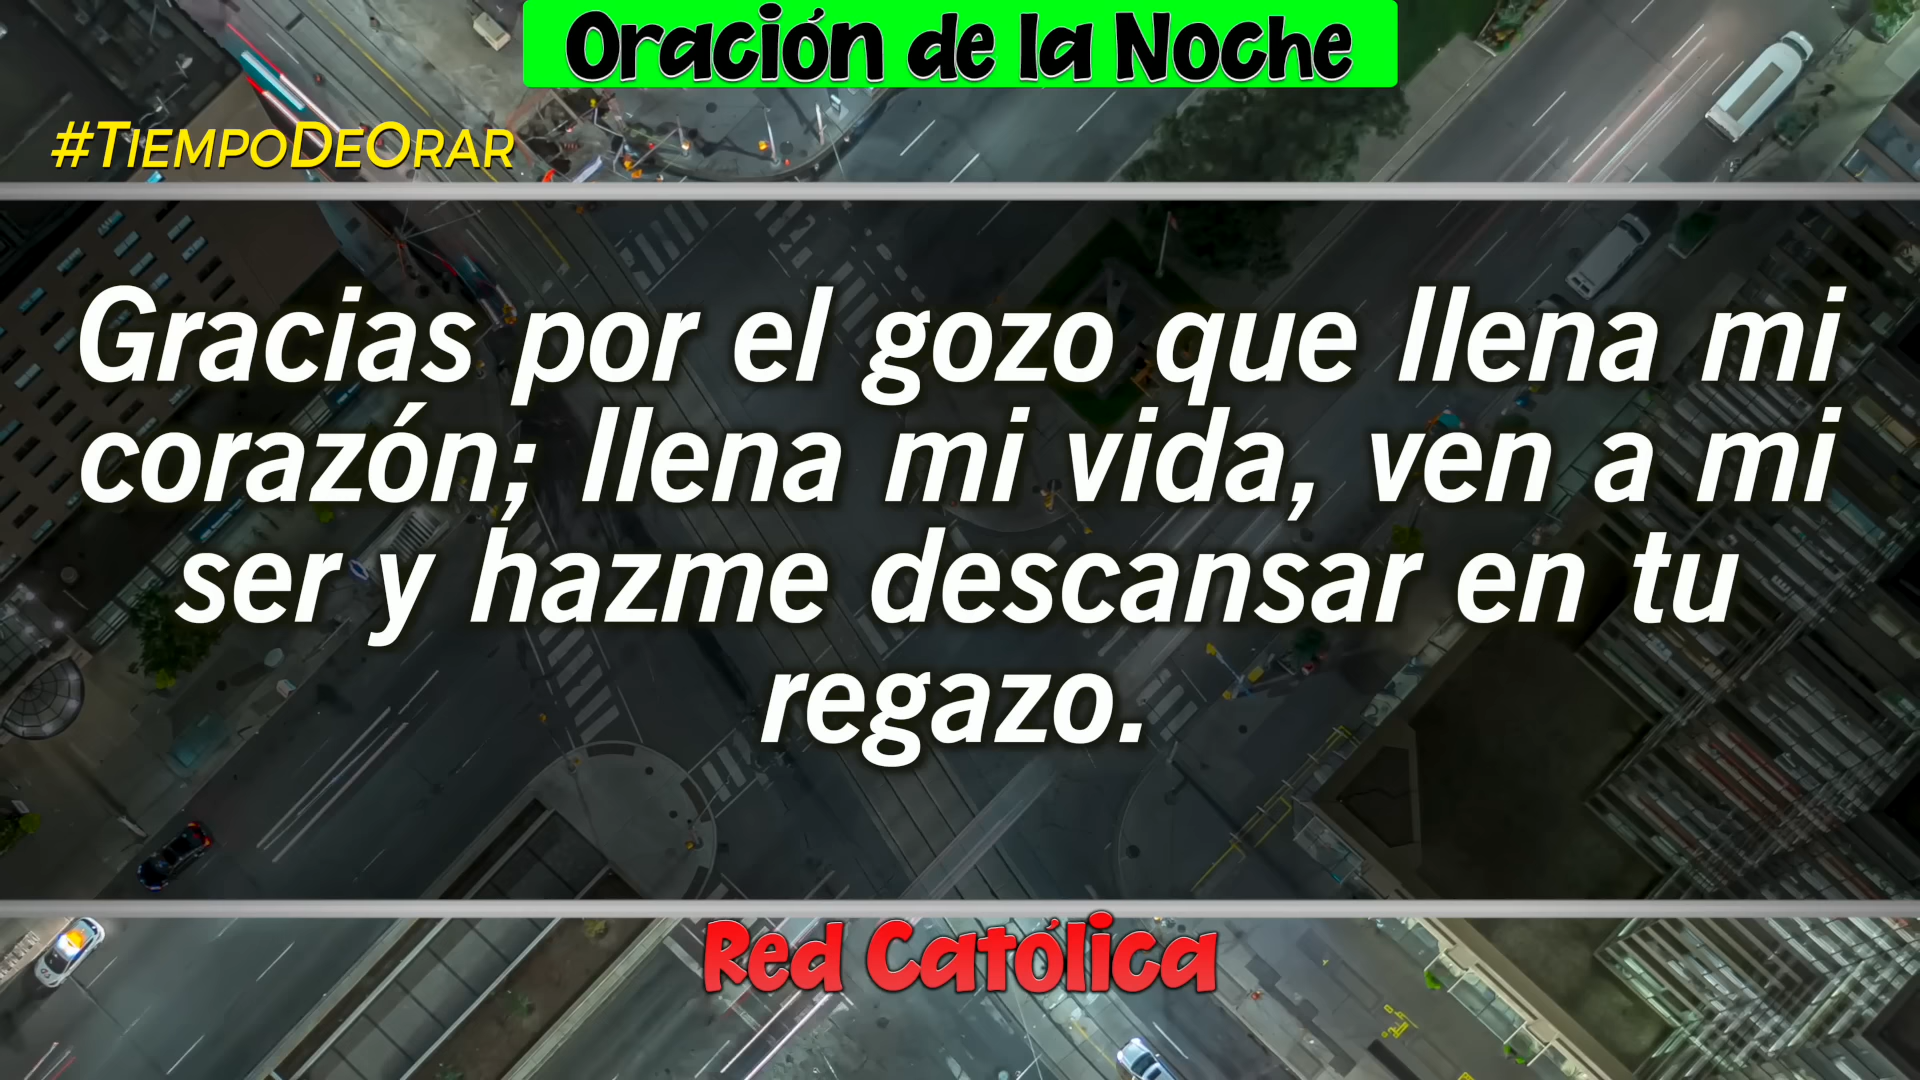 Oración de la Noche
#TiempoDeOrar
Gracias por el gozo que llena mi
corazón; llena mi vida, ven a mi
ser y hazme descansar en tu
regazo.
Red Católica